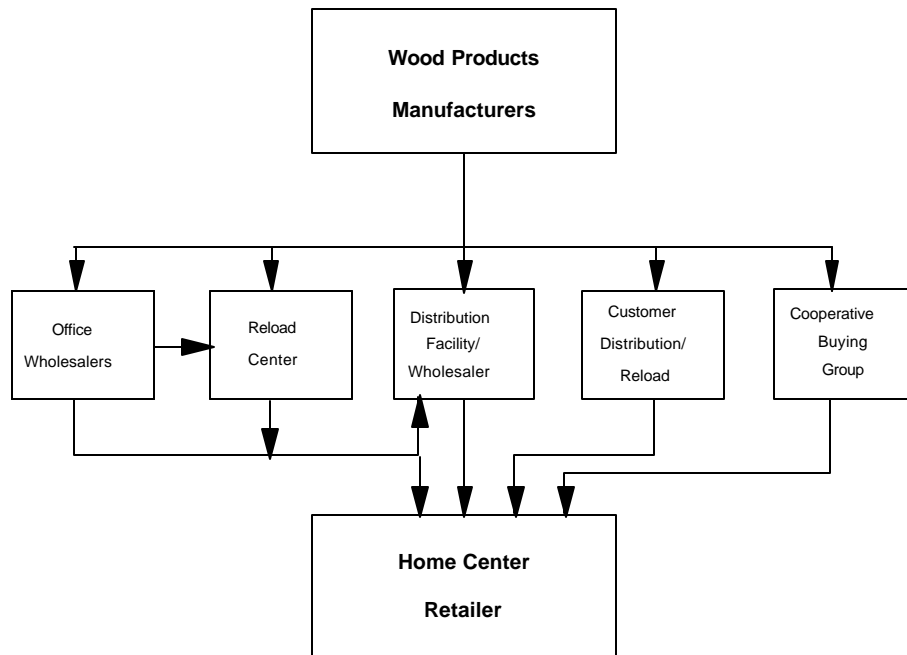 Wood Products
Manufacturers
Office
Wholesalers
Reload
Center
Distribution
Facility/
Wholesaler
Customer
Distribution/
Reload
Cooperative
Buying
Group
Home Center
Retailer